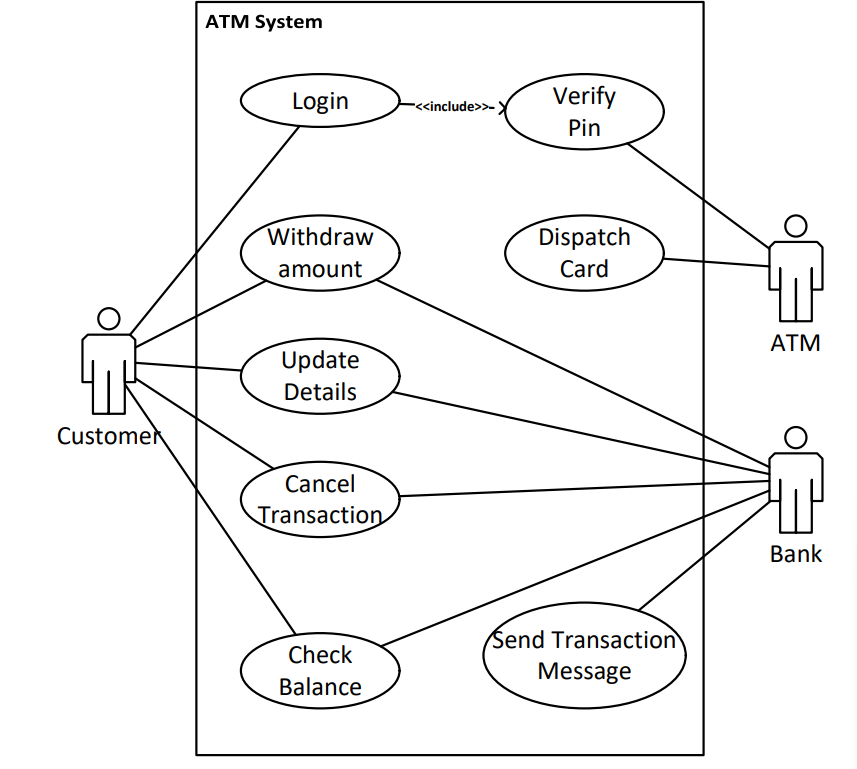 ATM System
Login
<<include>>
Verify
Pin
Withdraw
amount
Dispatch
Card
ATM
Update
Details
Customer
Cancel
Transaction
Bank
Check
Balance
Send Transaction
Message